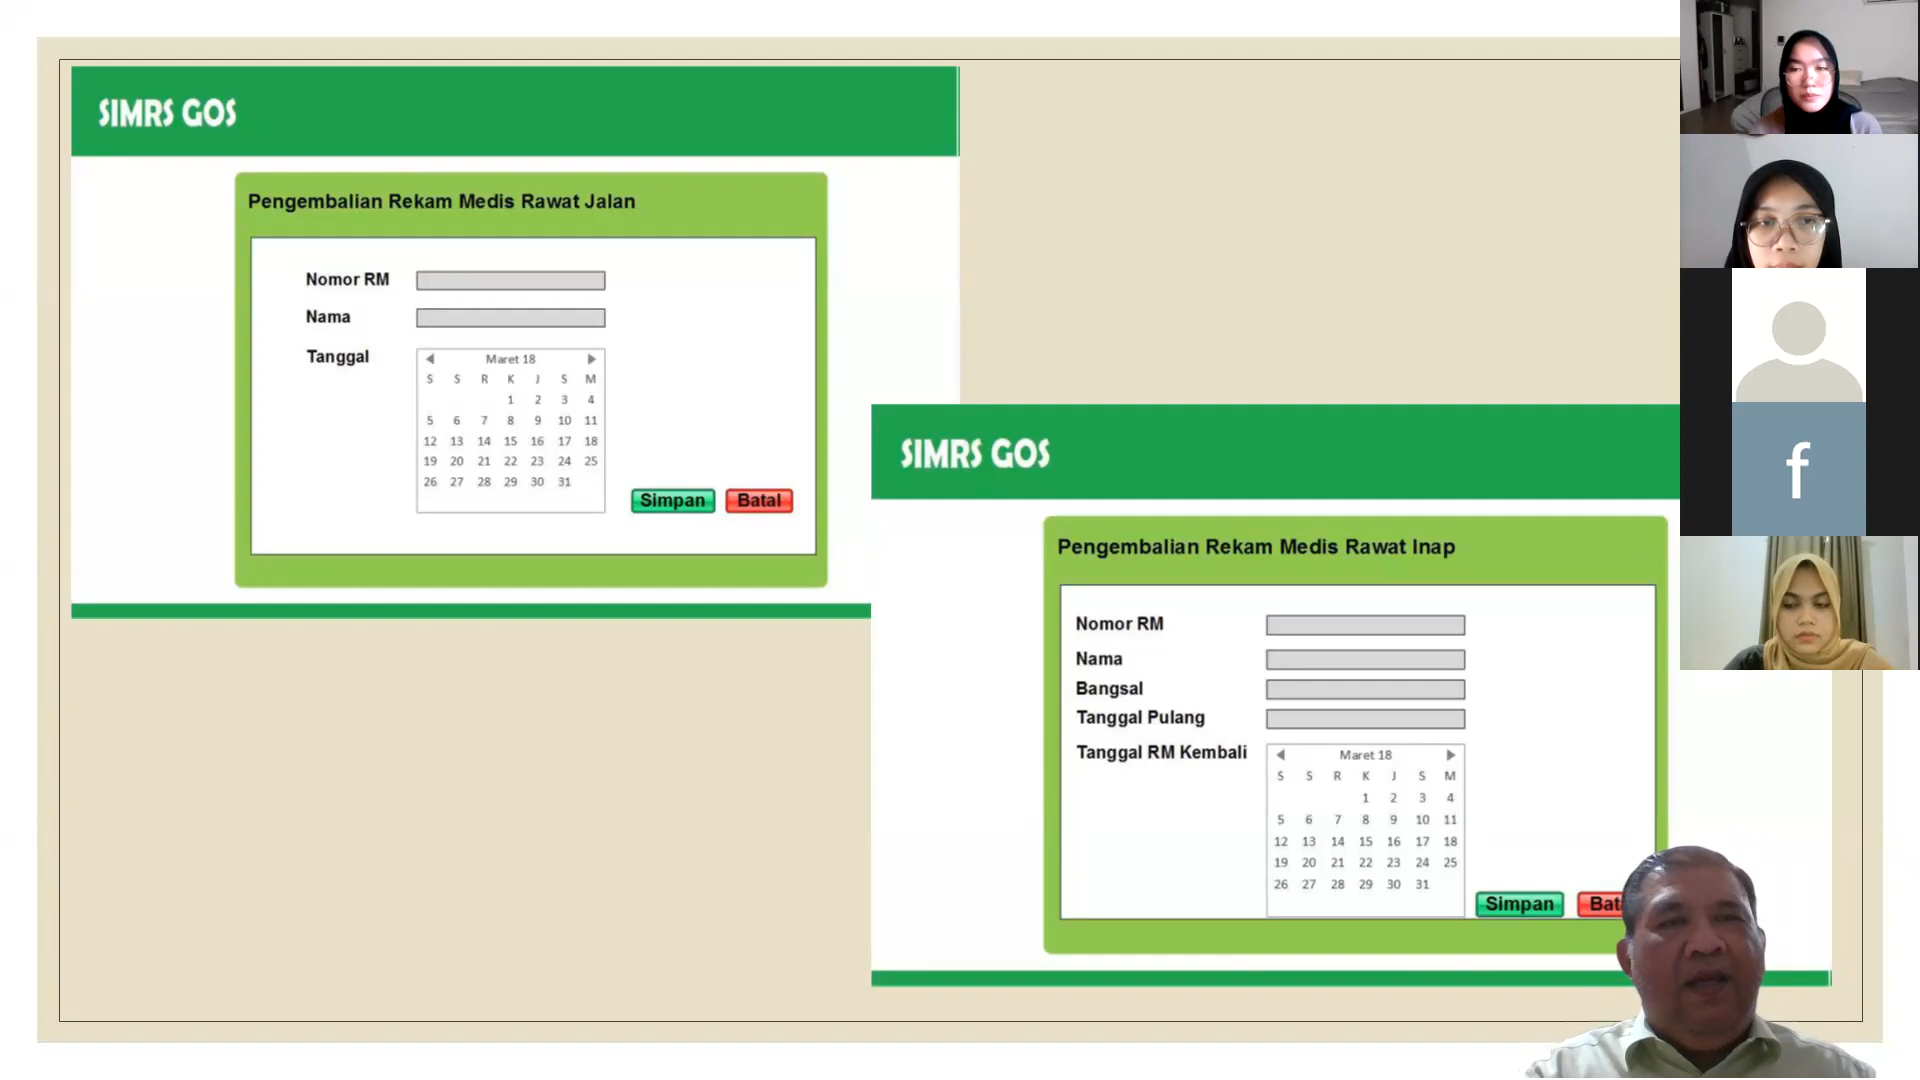 SIMRS GOS
Pengembalian Rekam Medis Rawat Jalan
Nomor RM
Nama
Tanggal
Maret 18
S S R K J S M
1 2 3 4
5 6 7 8 9 10 11
12 13 14 15 16 17 18
19 20 21 22 23 24 25
26 27 28 29 30 31
Simpan Batal
SIMRS GOS
Pengembalian Rekam Medis Rawat Inap
Nomor RM
Nama
Bangsal
Tanggal Pulang
Tanggal RM Kembali
Maret 18
S S R K J S M
1 2 3 4
5 6 7 8 9 10 11
12 13 14 15 16 17 18
19 20 21 22 23 24 25
26 27 28 29 30 31
Simpan
f